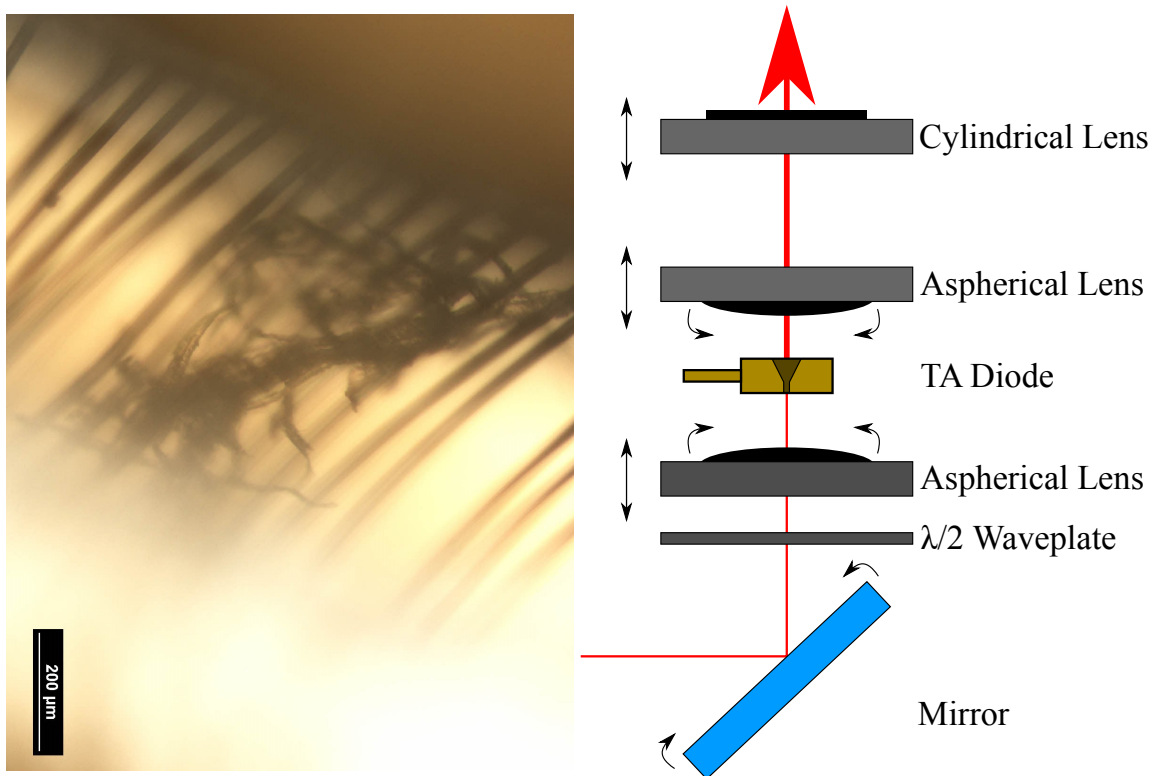 200 µm
Cylindrical Lens
Aspherical Lens
TA Diode
Aspherical Lens
λ/2 Waveplate
Mirror